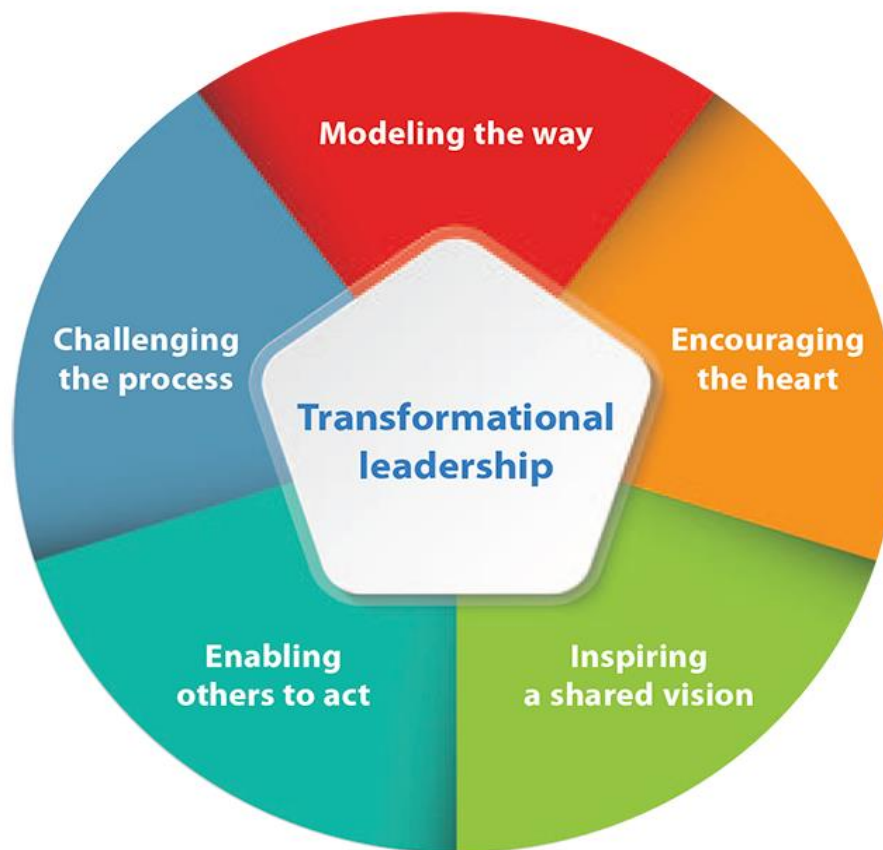 Modeling the way
Encouraging
the heart
Inspiring
a shared vision
Enabling
others to act
Challenging
the process
Transformational
leadership